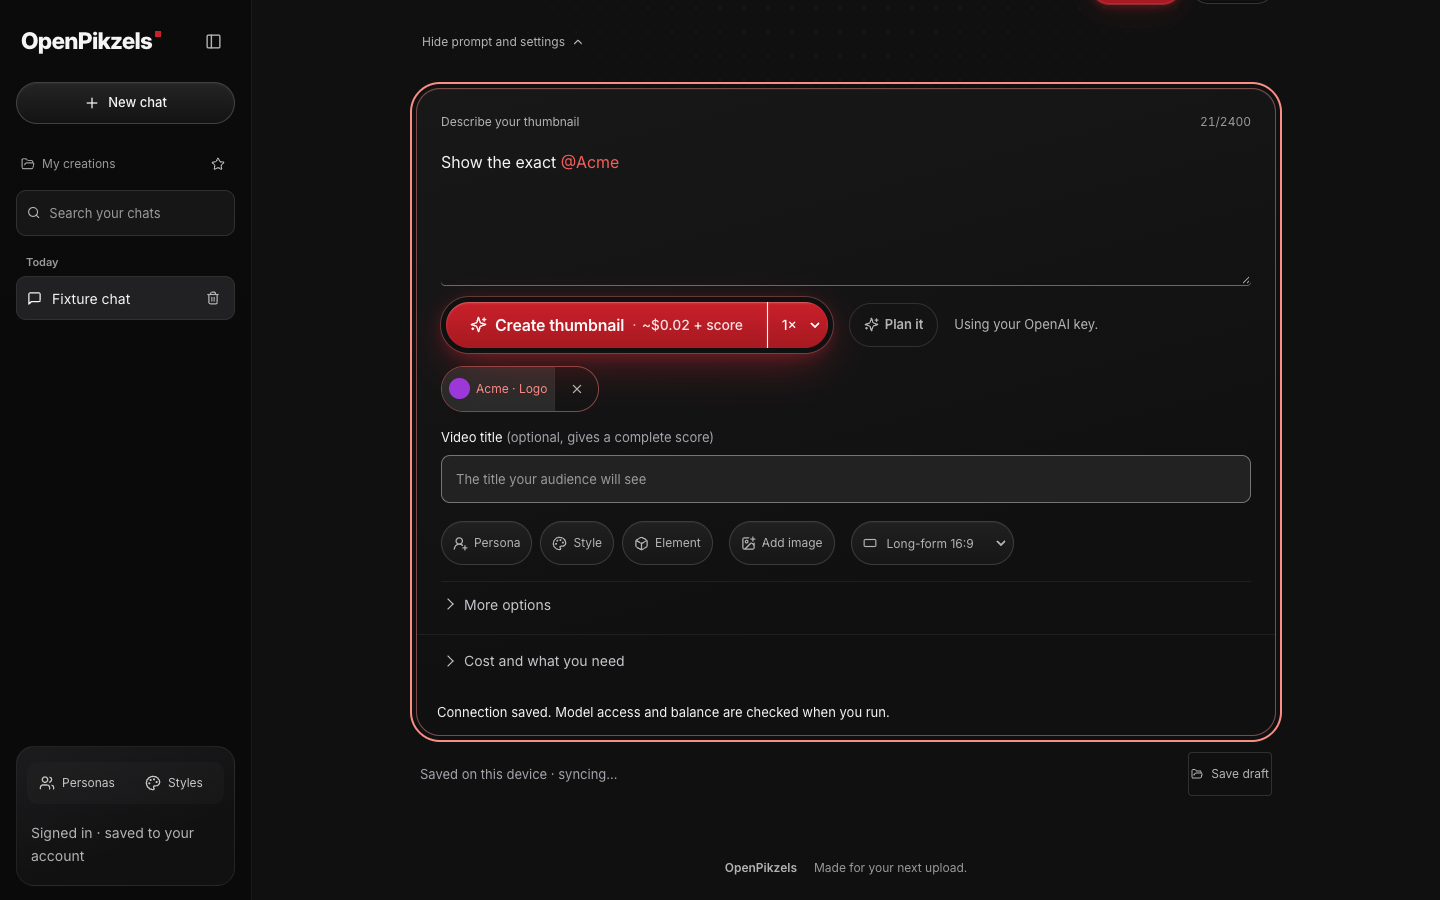 OpenPikzels
New chat
My creations
Search your chats
Today
Fixture chat
Personas
Styles
Signed in · saved to your
account
Hide prompt and settings
Describe your thumbnail
21/2400
Show the exact @Acme
Create thumbnail · ~$0.02 + score
1×
Plan it
Using your OpenAI key.
Acme · Logo
Video title (optional, gives a complete score)
The title your audience will see
Persona
Style
Element
Add image
Long-form 16:9
More options
Cost and what you need
Connection saved. Model access and balance are checked when you run.
Saved on this device · syncing...
Save draft
OpenPikzels
Made for your next upload.